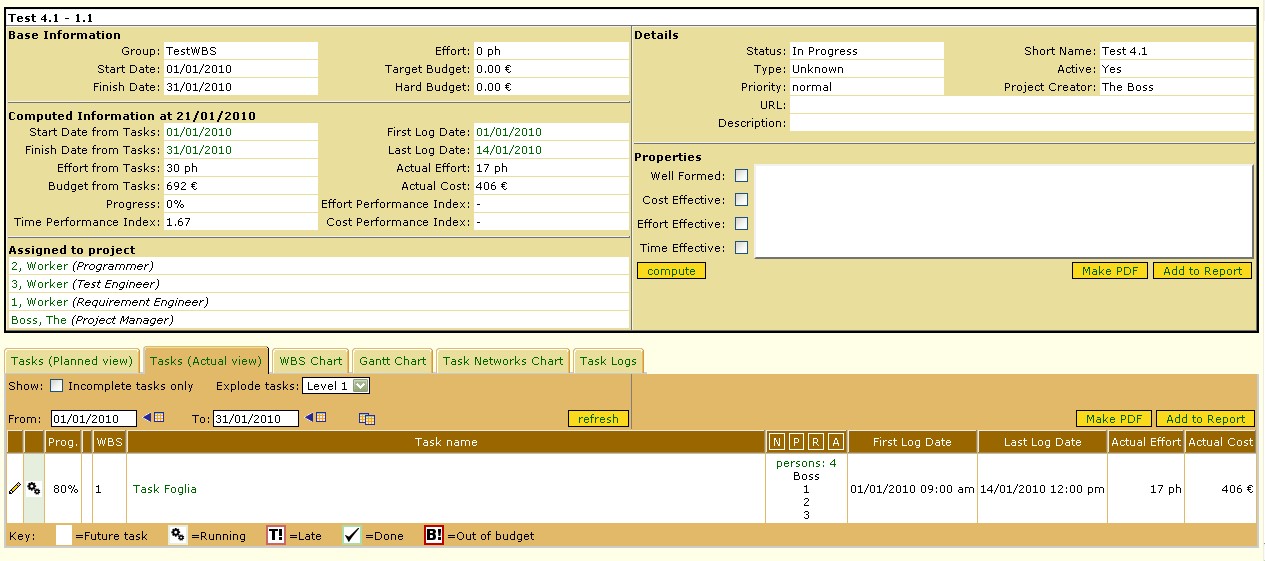 Test 4.1 - 1.1
Base Information
Group: TestWBS
Effort: 0 ph
Start Date: 01/01/2010
Target Budget: 0.00 €
Finish Date: 31/01/2010
Hard Budget: 0.00 €
Computed Information at 21/01/2010
Start Date from Tasks: 01/01/2010
First Log Date: 01/01/2010
Finish Date from Tasks: 31/01/2010
Last Log Date: 14/01/2010
Effort from Tasks: 30 ph
Actual Effort: 17 ph
Budget from Tasks: 692 €
Actual Cost: 406 €
Progress: 0%
Effort Performance Index: -
Time Performance Index: 1.67
Cost Performance Index: -
Assigned to project
2, Worker (Programmer)
3, Worker (Test Engineer)
1, Worker (Requirement Engineer)
Boss, The (Project Manager)
Details
Status: In Progress
Short Name: Test 4.1
Type: Unknown
Active: Yes
Priority: normal
Project Creator: The Boss
URL:
Description:
Properties
Well Formed:
Cost Effective:
Effort Effective:
Time Effective:
compute
Make PDF
Add to Report
Tasks (Planned view) Tasks (Actual view) WBS Chart Gantt Chart Task Networks Chart Task Logs
Show: Incomplete tasks only Explode tasks: Level 1
From: 01/01/2010 To: 31/01/2010 refresh Make PDF Add to Report
Prog. WBS Task name N P R A First Log Date Last Log Date Actual Effort Actual Cost
80% 1 Task Foglia
persons: 4
Boss
1
2
3
01/01/2010 09:00 am 14/01/2010 12:00 pm 17 ph 406 €
Key: =Future task =Running T! =Late =Done B! =Out of budget